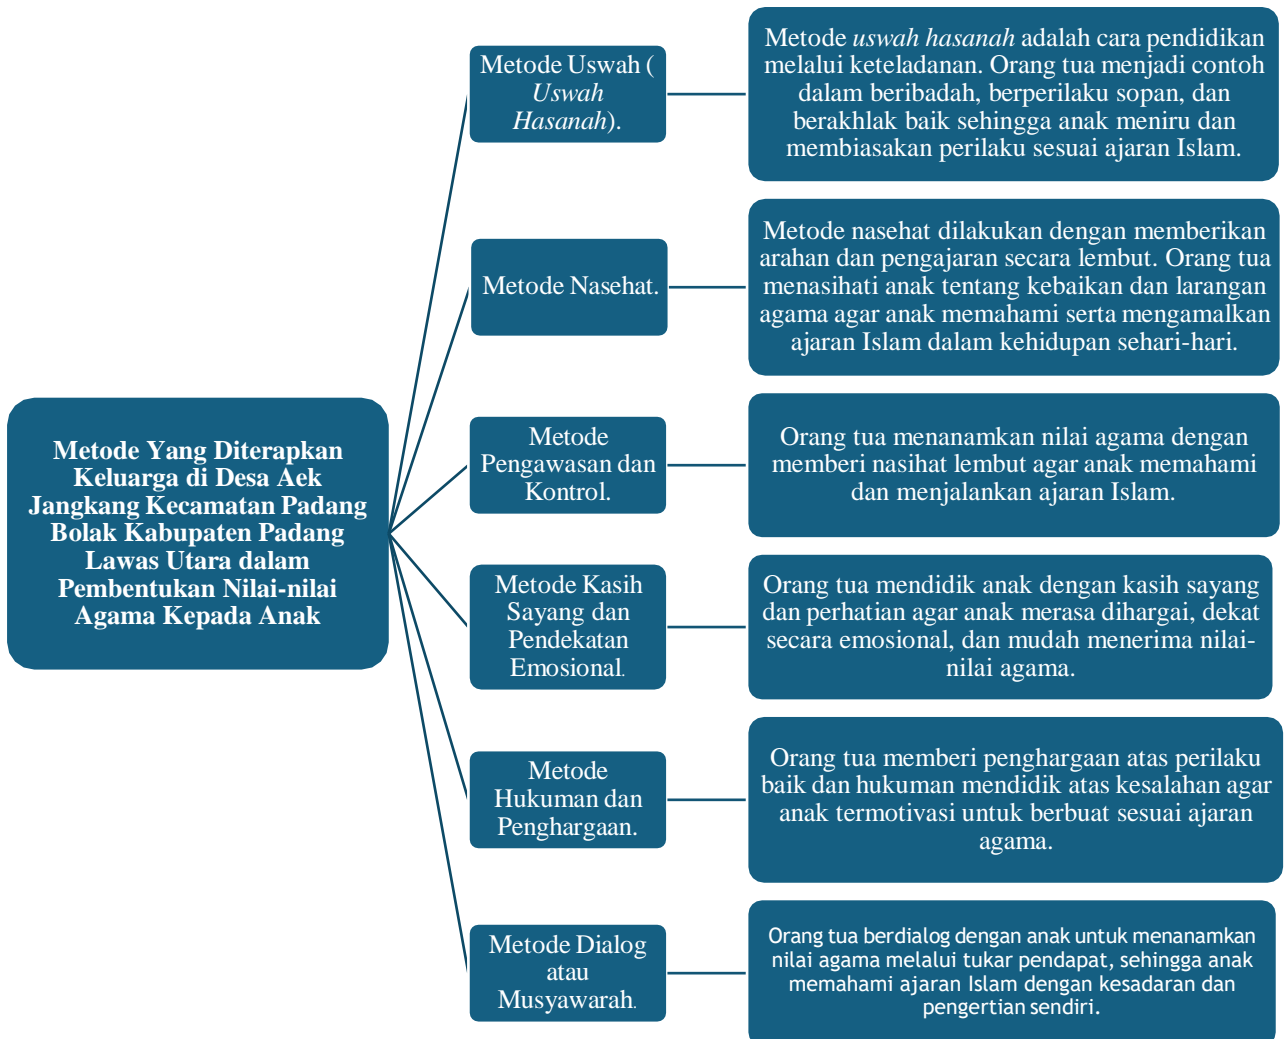 Metode Yang Diterapkan
Keluarga di Desa Aek
Jangkang Kecamatan Padang
Bolak Kabupaten Padang
Lawas Utara dalam
Pembentukan Nilai-nilai
Agama Kepada Anak
Metode Uswah (
Uswah
Hasanah).
Metode uswah hasanah adalah cara pendidikan
melalui keteladanan. Orang tua menjadi contoh
dalam beribadah, berperilaku sopan, dan
berakhlak baik sehingga anak meniru dan
membiasakan perilaku sesuai ajaran Islam.
Metode Nasehat.
Metode nasehat dilakukan dengan memberikan
arahan dan pengajaran secara lembut. Orang tua
menasihati anak tentang kebaikan dan larangan
agama agar anak memahami serta mengamalkan
ajaran Islam dalam kehidupan sehari-hari.
Metode
Pengawasan dan
Kontrol.
Orang tua menanamkan nilai agama dengan
memberi nasihat lembut agar anak memahami
dan menjalankan ajaran Islam.
Metode Kasih
Sayang dan
Pendekatan
Emosional.
Orang tua mendidik anak dengan kasih sayang
dan perhatian agar anak merasa dihargai, dekat
secara emosional, dan mudah menerima nilai-
nilai agama.
Metode
Hukuman dan
Penghargaan.
Orang tua memberi penghargaan atas perilaku
baik dan hukuman mendidik atas kesalahan agar
anak termotivasi untuk berbuat sesuai ajaran
agama.
Metode Dialog
atau
Musyawarah.
Orang tua berdialog dengan anak untuk menanamkan
nilai agama melalui tukar pendapat, sehingga anak
memahami ajaran Islam dengan kesadaran dan
pengertian sendiri.